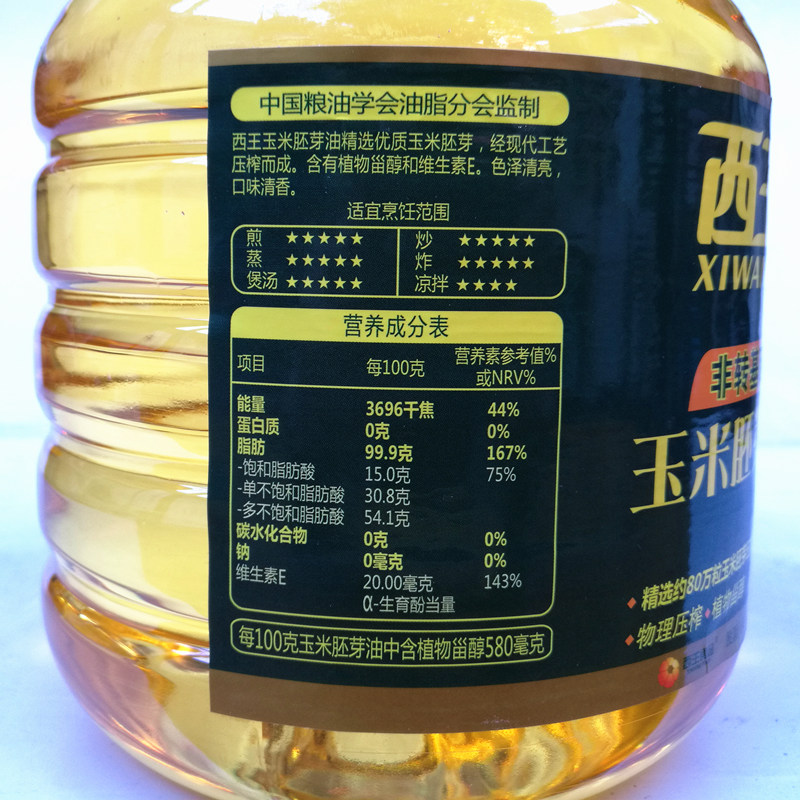 中国粮油学会油脂分会监制
西王玉米胚芽油精选优质玉米胚芽，经现代工艺
压榨而成。含有植物甾醇和维生素E。色泽清亮，
口味清香。
适宜烹饪范围
煎 ★★★★★ 炒 ★★★★★
蒸 ★★★★★ 炸 ★★★★★
煲汤 ★★★★★ 凉拌 ★★★★
营养成分表
项目 每100克 营养素参考值%
或NRV%
能量 3696千焦 44%
蛋白质 0克 0%
脂肪 99.9克 167%
-饱和脂肪酸 15.0克 75%
-单不饱和脂肪酸 30.8克
-多不饱和脂肪酸 54.1克
碳水化合物 0克 0%
钠 0毫克 0%
维生素E 20.00毫克 143%
α-生育酚当量
每100克玉米胚芽油中含植物甾醇580毫克
西
XIWA
非转基
玉米胚
精选约80万粒玉米胚芽
物理压榨 • 植物甾醇